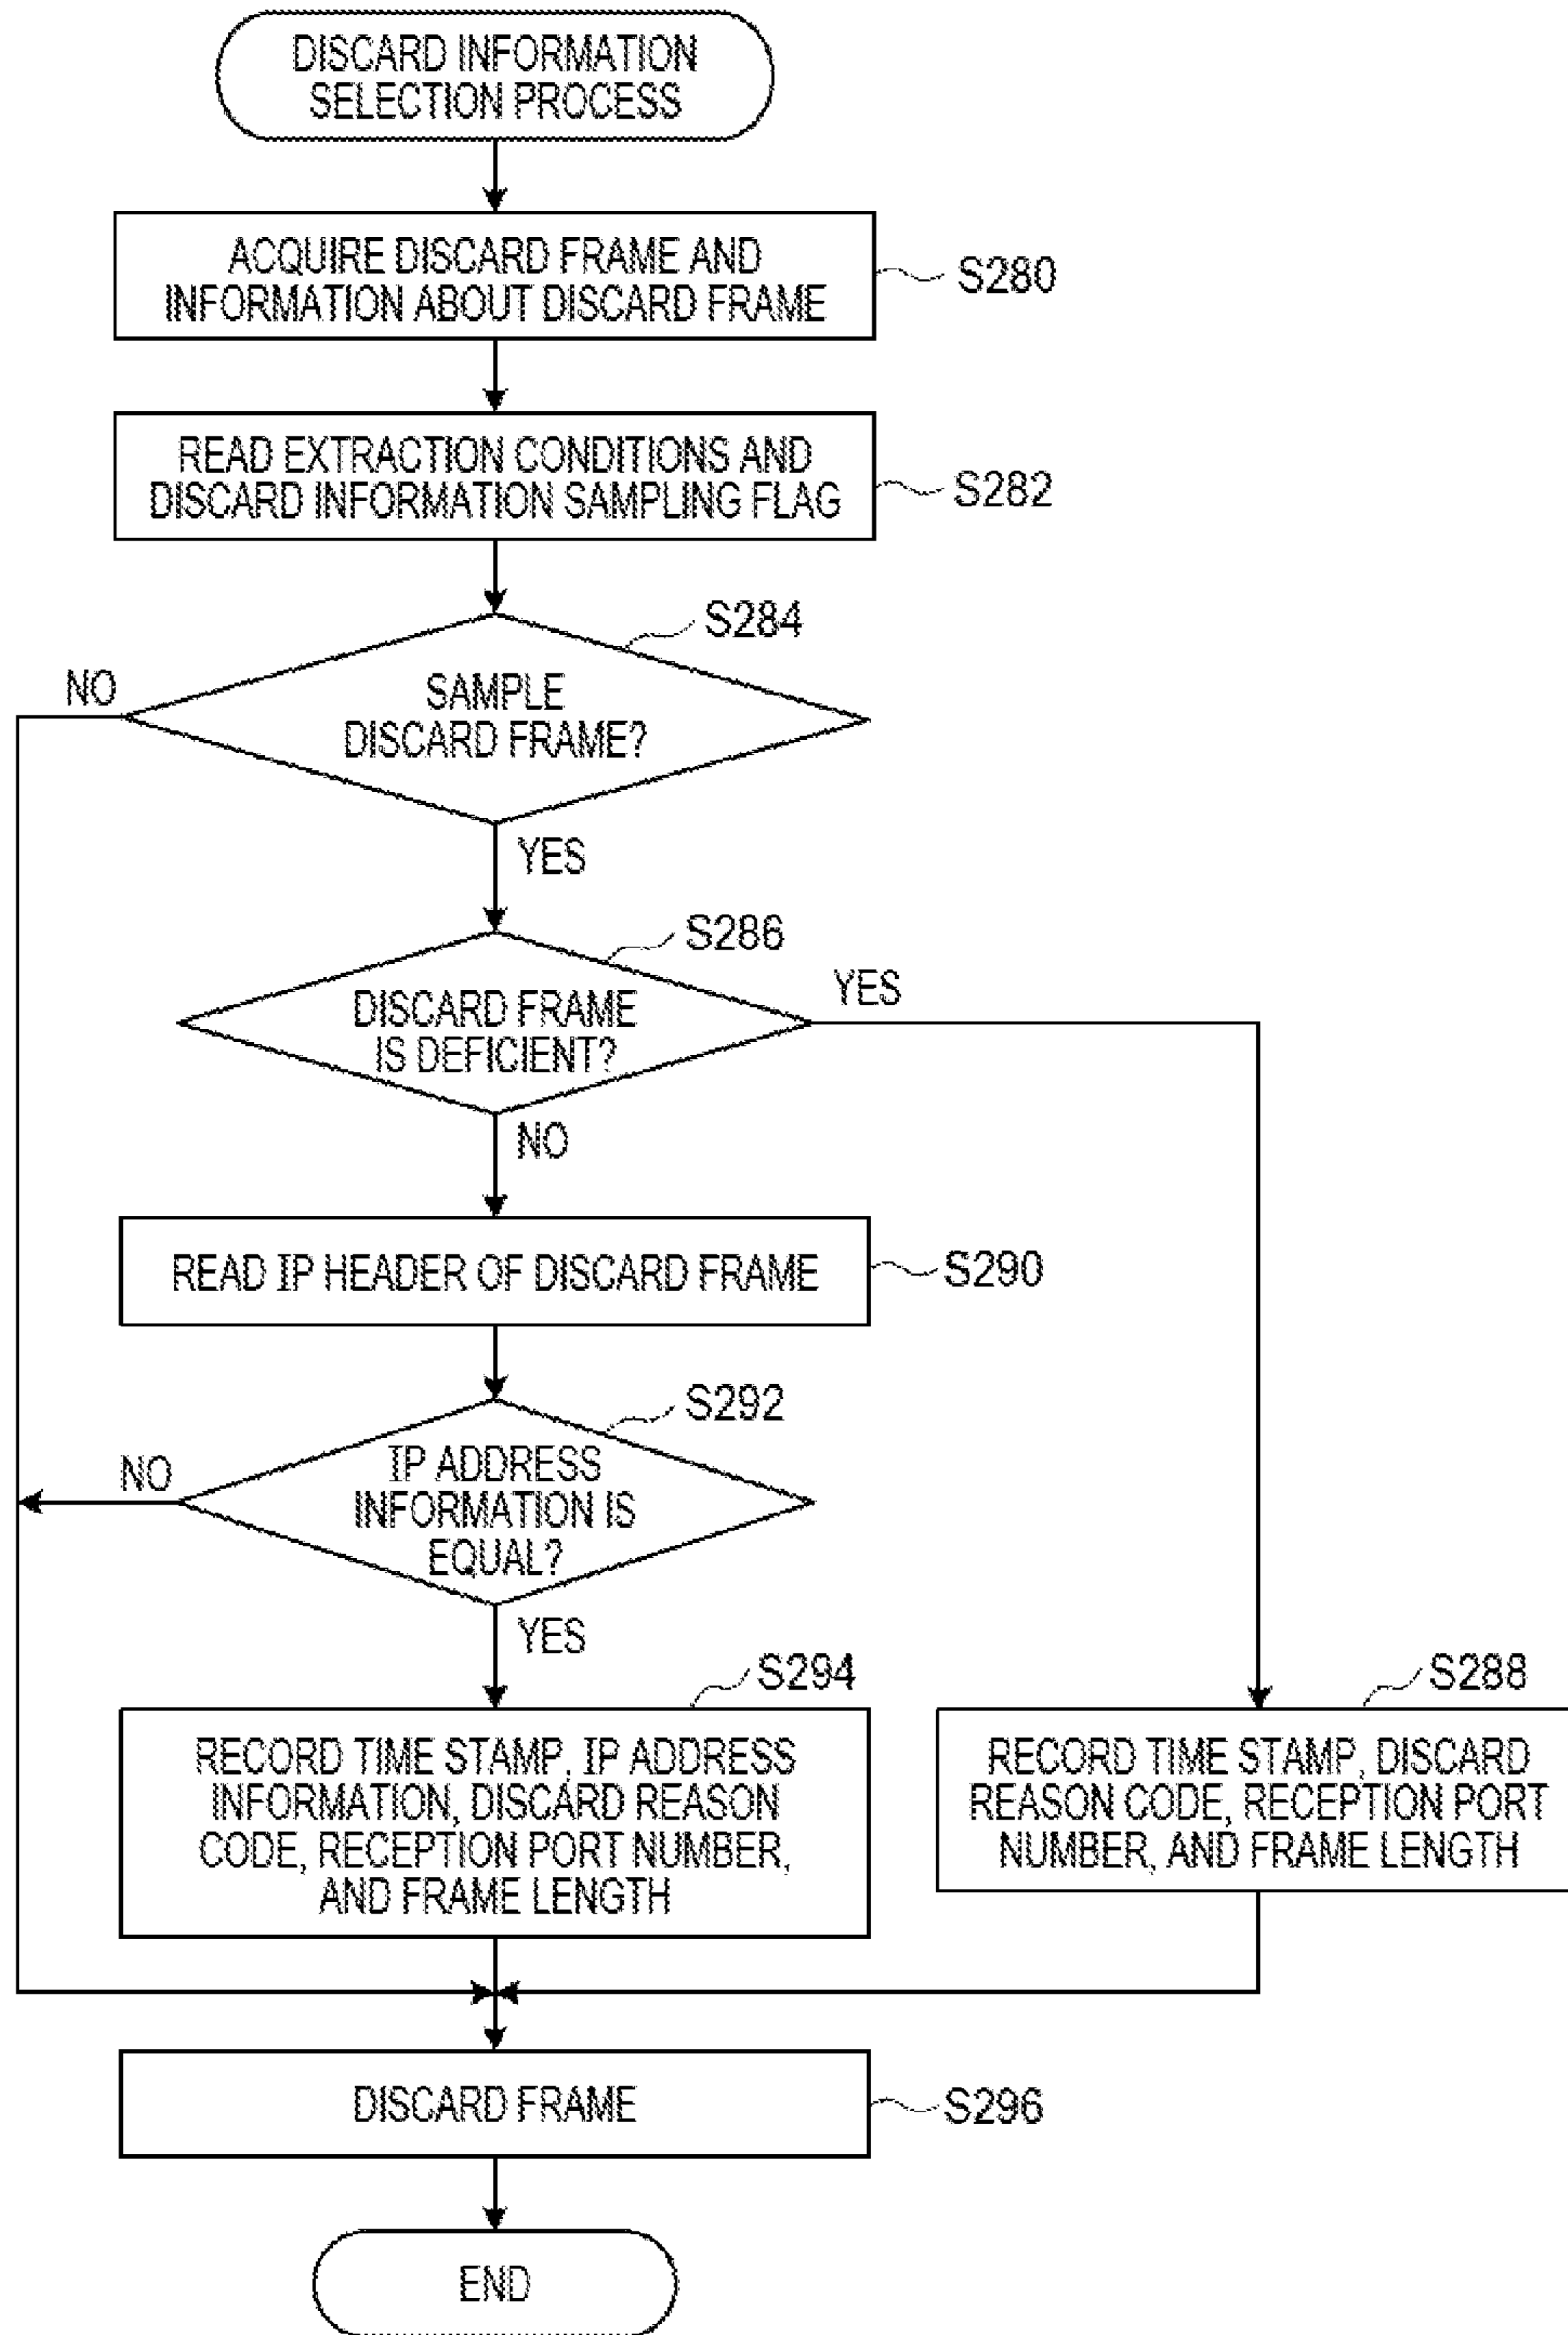 DISCARD INFORMATION
SELECTION PROCESS
ACQUIRE DISCARD FRAME AND
INFORMATION ABOUT DISCARD FRAME
S280
READ EXTRACTION CONDITIONS AND
DISCARD INFORMATION SAMPLING FLAG
S282
S284
NO
SAMPLE
DISCARD FRAME?
YES
S286
YES
DISCARD FRAME
IS DEFICIENT?
NO
READ IP HEADER OF DISCARD FRAME
S290
S292
NO
IP ADDRESS
INFORMATION IS
EQUAL?
YES
S294
RECORD TIME STAMP, IP ADDRESS
INFORMATION, DISCARD REASON
CODE, RECEPTION PORT NUMBER,
AND FRAME LENGTH
S288
RECORD TIME STAMP, DISCARD
REASON CODE, RECEPTION PORT
NUMBER, AND FRAME LENGTH
DISCARD FRAME
S296
END